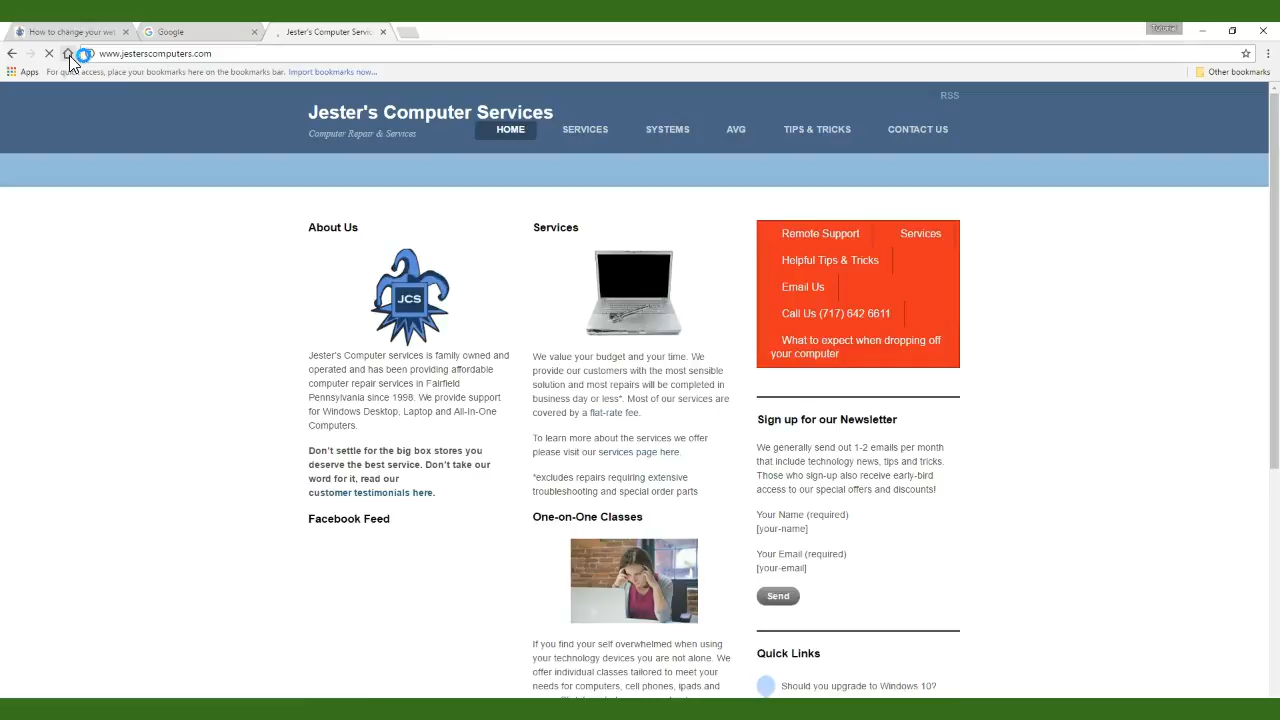 How to change your wel
Google
Jester's Computer Servic
Tutorial
www.jesterscomputers.com
Apps
For quick access, place your bookmarks here on the bookmarks bar. Import bookmarks now...
Other bookmarks
RSS
Jester's Computer Services
Computer Repair & Services
HOME
SERVICES
SYSTEMS
AVG
TIPS & TRICKS
CONTACT US
About Us
JCS
Jester's Computer services is family owned and
operated and has been providing affordable
computer repair services in Fairfield
Pennsylvania since 1998. We provide support
for Windows Desktop, Laptop and All-In-One
Computers.
Don't settle for the big box stores you
deserve the best service. Don't take our
word for it, read our
customer testimonials here.
Facebook Feed
Services
We value your budget and your time. We
provide our customers with the most sensible
solution and most repairs will be completed in
business day or less*. Most of our services are
covered by a flat-rate fee.
To learn more about the services we offer
please visit our services page here.
*excludes repairs requiring extensive
troubleshooting and special order parts
One-on-One Classes
If you find your self overwhelmed when using
your technology devices you are not alone. We
offer individual classes tailored to meet your
needs for computers, cell phones, ipads and
Remote Support
Services
Helpful Tips & Tricks
Email Us
Call Us (717) 642 6611
What to expect when dropping off
your computer
Sign up for our Newsletter
We generally send out 1-2 emails per month
that include technology news, tips and tricks.
Those who sign-up also receive early-bird
access to our special offers and discounts!
Your Name (required)
[your-name]
Your Email (required)
[your-email]
Send
Quick Links
Should you upgrade to Windows 10?